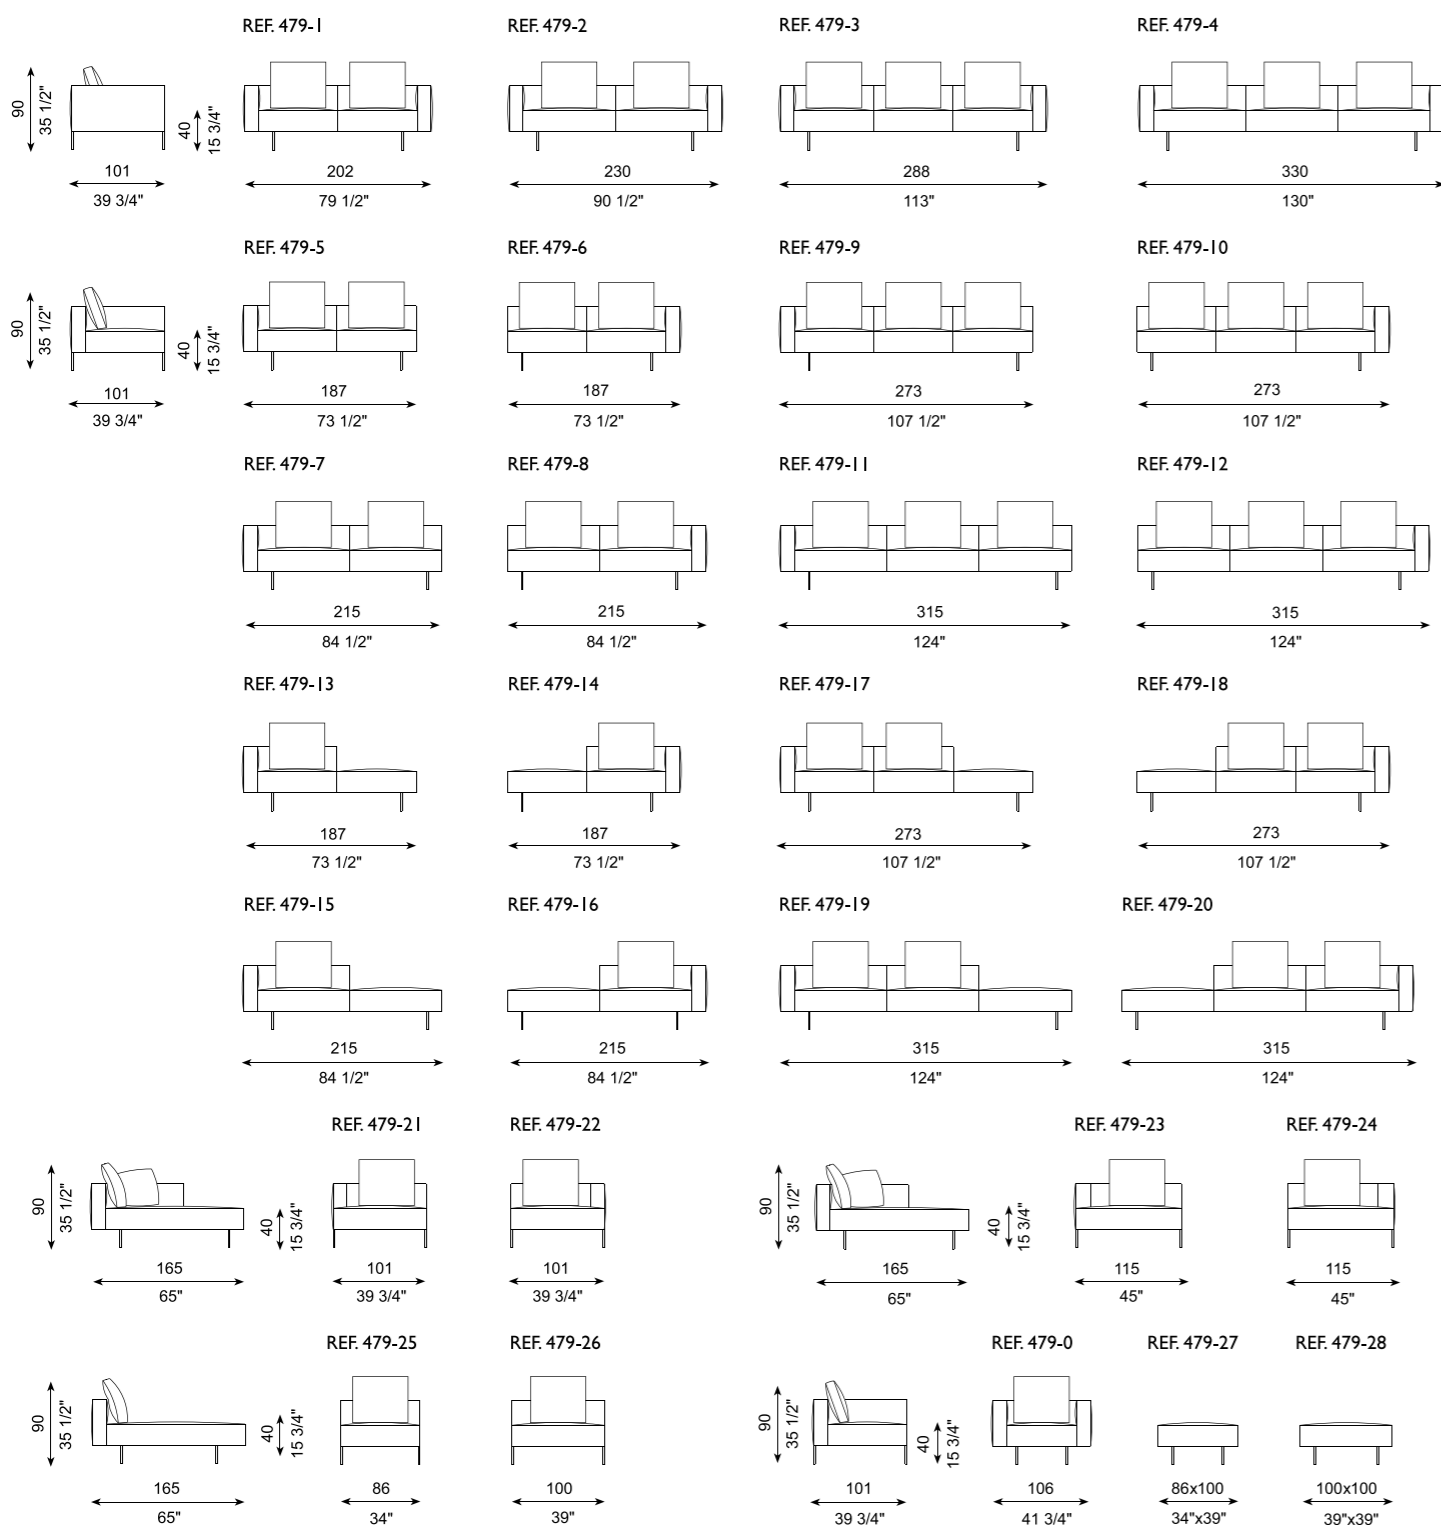 REF. 479-1 REF. 479-2 REF. 479-3 REF. 479-4
90
35 1/2"
40
15 3/4"
101 202 230 288 330
39 3/4" 79 1/2" 90 1/2" 113" 130"
REF. 479-5 REF. 479-6 REF. 479-9 REF. 479-10
90
35 1/2"
40
15 3/4"
101 187 187 273 273
39 3/4" 73 1/2" 73 1/2" 107 1/2" 107 1/2"
REF. 479-7 REF. 479-8 REF. 479-11 REF. 479-12
215 215 315 315
84 1/2" 84 1/2" 124" 124"
REF. 479-13 REF. 479-14 REF. 479-17 REF. 479-18
187 187 273 273
73 1/2" 73 1/2" 107 1/2" 107 1/2"
REF. 479-15 REF. 479-16 REF. 479-19 REF. 479-20
215 215 315 315
84 1/2" 84 1/2" 124" 124"
REF. 479-21 REF. 479-22 REF. 479-23 REF. 479-24
90
35 1/2"
40
15 3/4"
90
35 1/2"
40
15 3/4"
165 101 101 165 115 115
65" 39 3/4" 39 3/4" 65" 45" 45"
REF. 479-25 REF. 479-26 REF. 479-0 REF. 479-27 REF. 479-28
90
35 1/2"
40
15 3/4"
90
35 1/2"
40
15 3/4"
165 86 100 101 106 86x100 100x100
65" 34" 39" 39 3/4" 41 3/4" 34"x39" 39"x39"